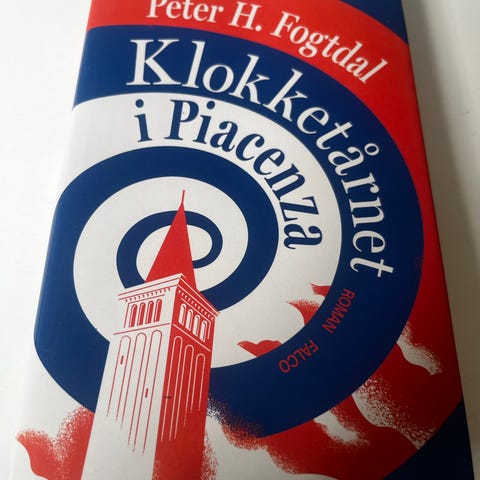 Peter H. Fogtdal
Klokketårnet
i Piacenza
ROMAN FALCO